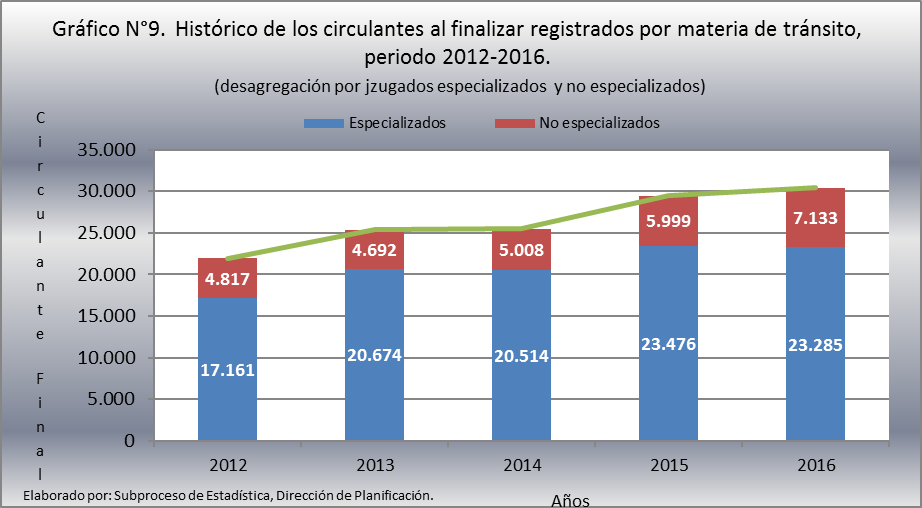 Gráfico N°9. Histórico de los circulantes al finalizar registrados por materia de tránsito,
periodo 2012-2016.
(desagregación por jzugados especializados y no especializados)
Circulante Final
Especializados
No especializados
35.000
30.000
25.000
20.000
15.000
10.000
5.000
0
4.817
4.692
5.008
5.999
7.133
17.161
20.674
20.514
23.476
23.285
2012
2013
2014
2015
2016
Años
Elaborado por: Subproceso de Estadística, Dirección de Planificación.